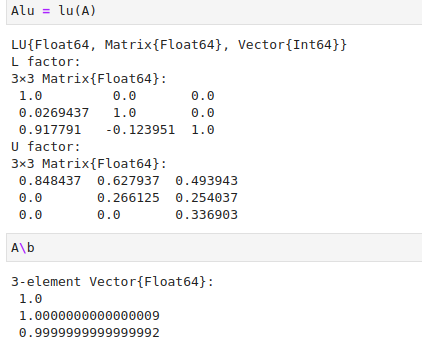 Alu = lu(A)
LU{Float64, Matrix{Float64}, Vector{Int64}}
L factor:
3×3 Matrix{Float64}:
1.0 0.0 0.0
0.0269437 1.0 0.0
0.917791 -0.123951 1.0
U factor:
3×3 Matrix{Float64}:
0.848437 0.627937 0.493943
0.0 0.266125 0.254037
0.0 0.0 0.336903
A\b
3-element Vector{Float64}:
1.0
1.0000000000000009
0.9999999999999992